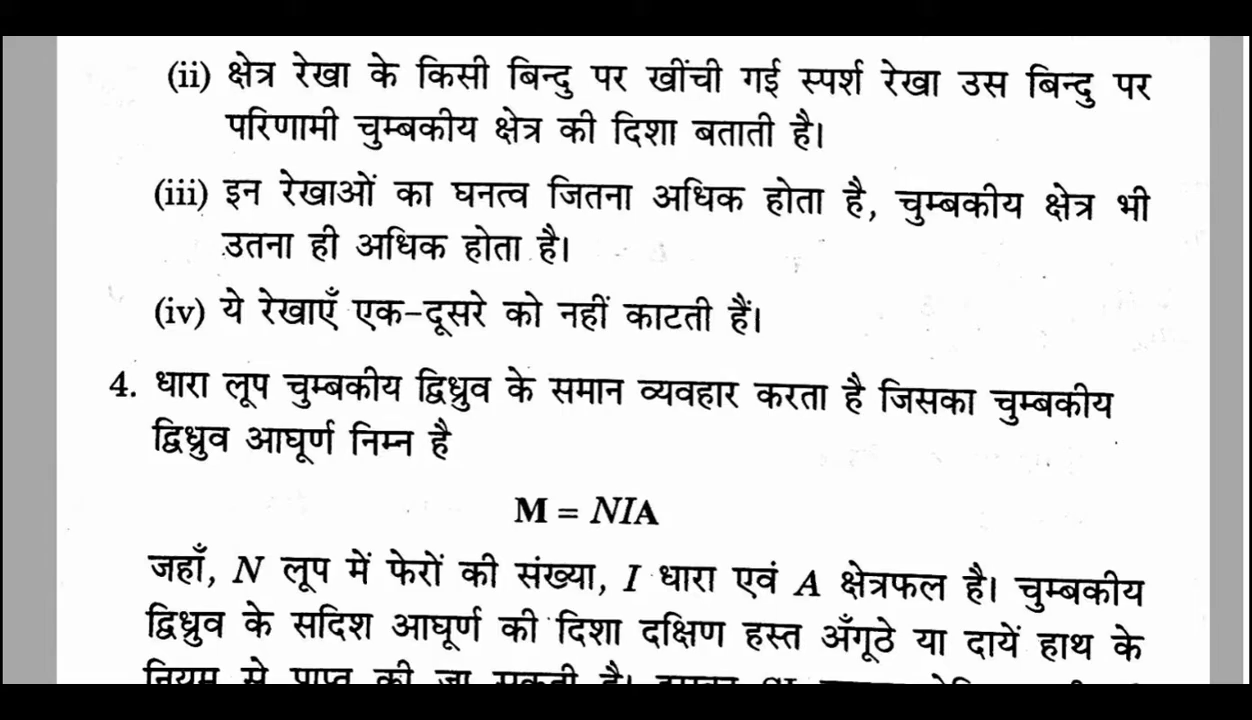 (ii) क्षेत्र रेखा के किसी बिन्दु पर खींची गई स्पर्श रेखा उस बिन्दु पर
परिणामी चुम्बकीय क्षेत्र की दिशा बताती है।
(iii) इन रेखाओं का घनत्व जितना अधिक होता है, चुम्बकीय क्षेत्र भी
उतना ही अधिक होता है।
(iv) ये रेखाएँ एक-दूसरे को नहीं काटती हैं।
4. धारा लूप चुम्बकीय द्विध्रुव के समान व्यवहार करता है जिसका चुम्बकीय
द्विध्रुव आघूर्ण निम्न है
M = NIA
जहाँ, N लूप में फेरों की संख्या, I धारा एवं A क्षेत्रफल है। चुम्बकीय
द्विध्रुव के सदिश आघूर्ण की दिशा दक्षिण हस्त अँगूठे या दायें हाथ के
नियम से प्राप्त की जा सकती है।